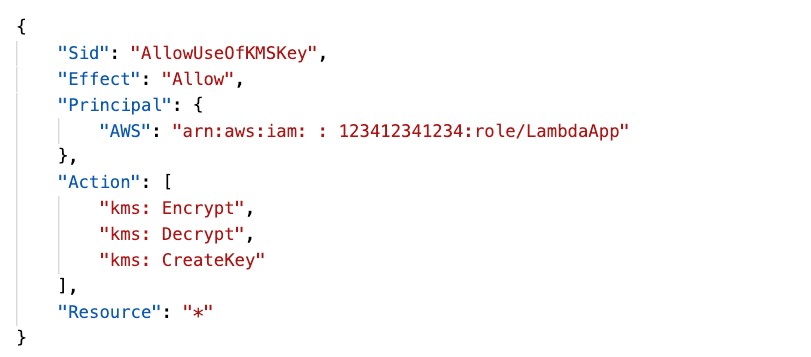 {
"Sid": "AllowUseOfKMSKey",
"Effect": "Allow",
"Principal": {
"AWS": "arn:aws:iam: : 123412341234:role/LambdaApp"
},
"Action": [
"kms: Encrypt",
"kms: Decrypt",
"kms: CreateKey"
],
"Resource": "*"
}